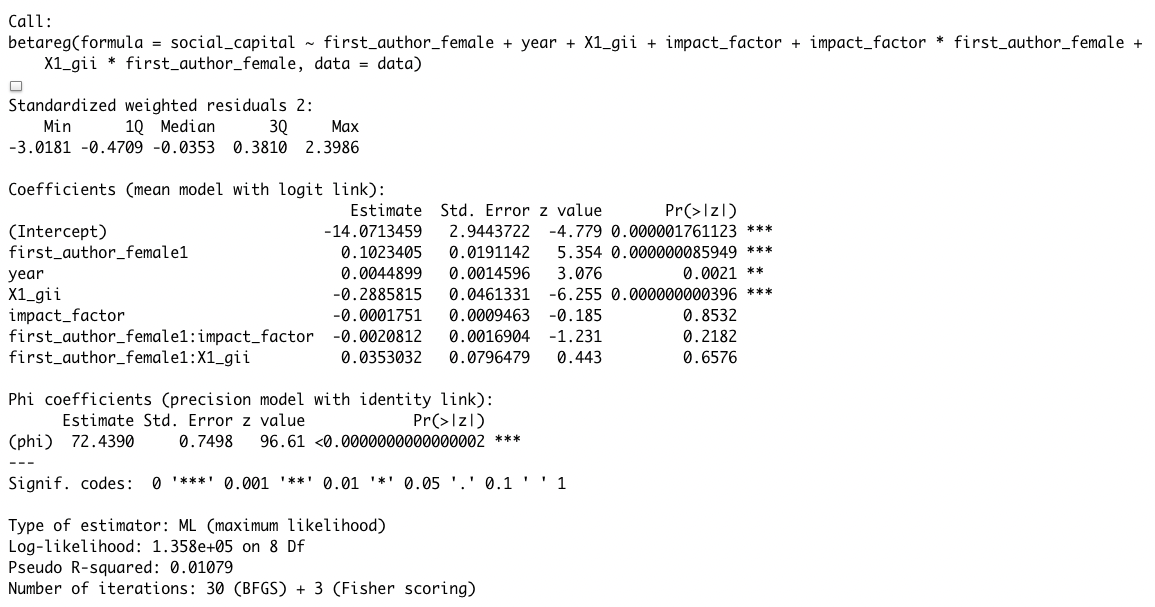 Call:
betareg(formula = social_capital ~ first_author_female + year + X1_gii + impact_factor + impact_factor * first_author_female +
    X1_gii * first_author_female, data = data)
Standardized weighted residuals 2:
    Min      1Q  Median      3Q     Max
-3.0181 -0.4709 -0.0353  0.3810  2.3986
Coefficients (mean model with logit link):
                                     Estimate  Std. Error z value       Pr(>|z|)
(Intercept)                       -14.0713459   2.9443722  -4.779 0.000001761123 ***
first_author_female1                0.1023405   0.0191142   5.354 0.000000085949 ***
year                                0.0044899   0.0014596   3.076         0.0021 **
X1_gii                             -0.2885815   0.0461331  -6.255 0.000000000396 ***
impact_factor                      -0.0001751   0.0009463  -0.185         0.8532
first_author_female1:impact_factor -0.0020812   0.0016904  -1.231         0.2182
first_author_female1:X1_gii         0.0353032   0.0796479   0.443         0.6576
Phi coefficients (precision model with identity link):
      Estimate Std. Error z value            Pr(>|z|)
(phi)  72.4390     0.7498   96.61 <0.0000000000000002 ***
---
Signif. codes:  0 '***' 0.001 '**' 0.01 '*' 0.05 '.' 0.1 ' ' 1
Type of estimator: ML (maximum likelihood)
Log-likelihood: 1.358e+05 on 8 Df
Pseudo R-squared: 0.01079
Number of iterations: 30 (BFGS) + 3 (Fisher scoring)